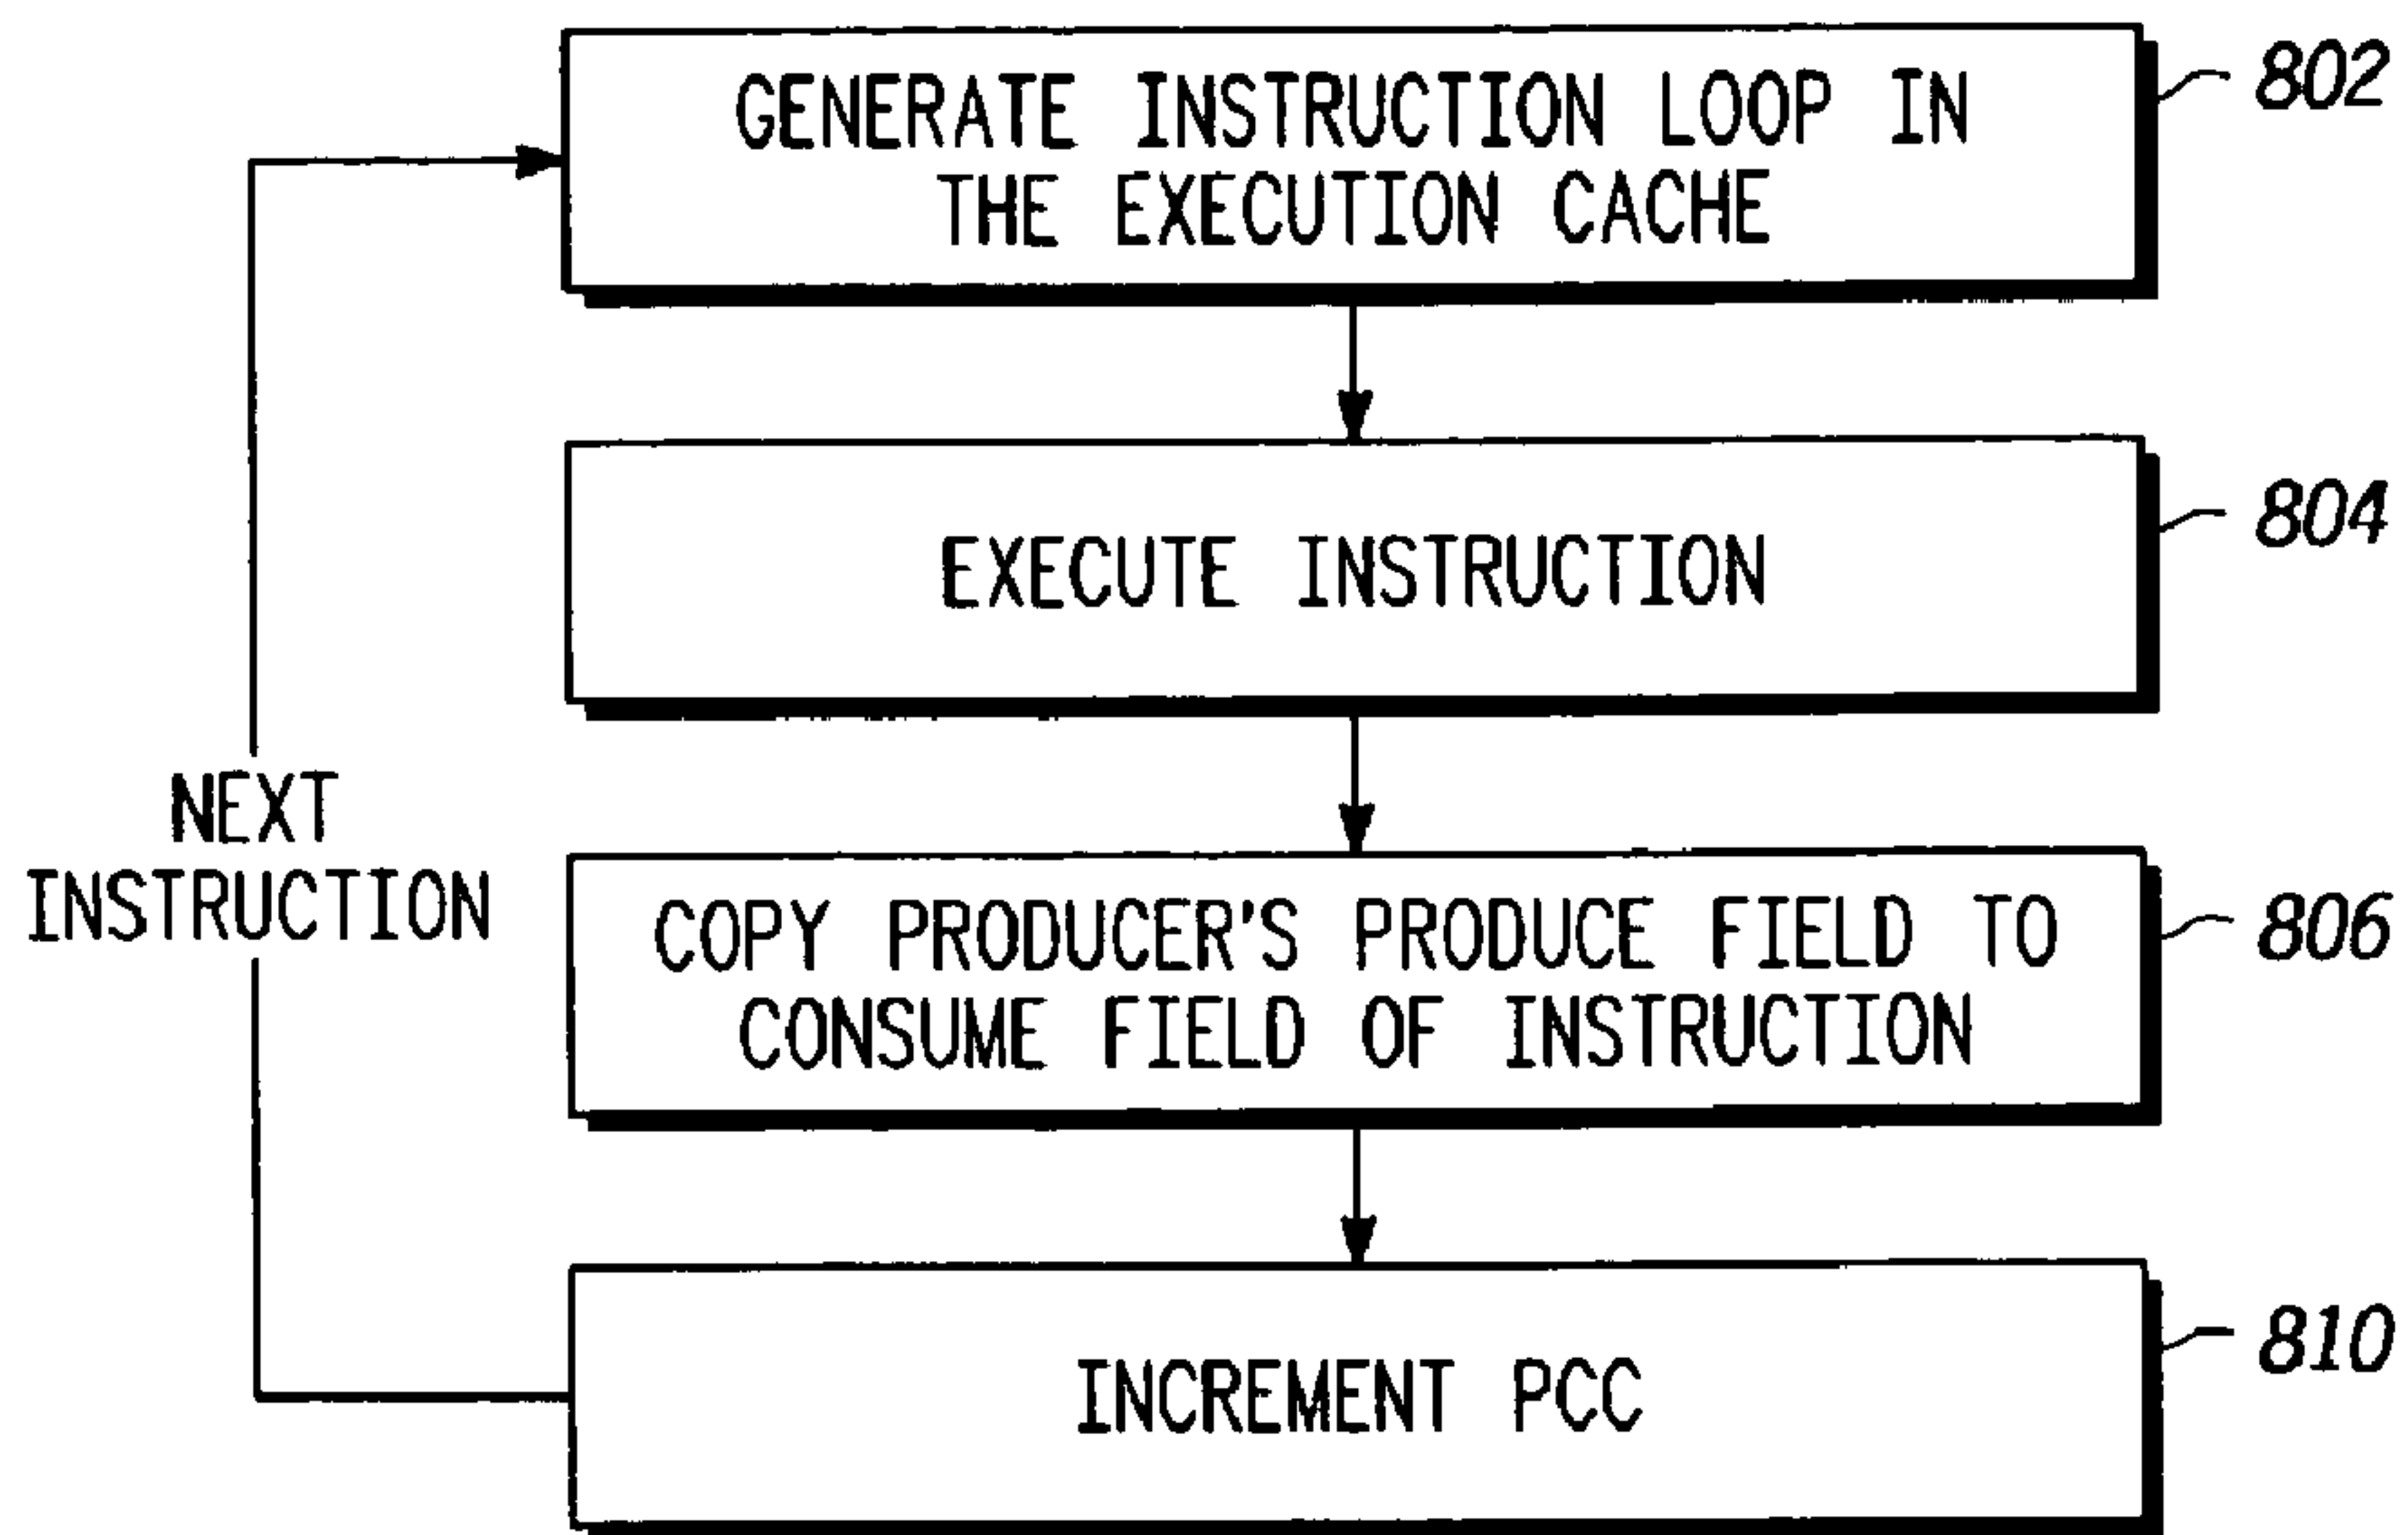 GENERATE INSTRUCTION LOOP IN
THE EXECUTION CACHE
802
EXECUTE INSTRUCTION
804
NEXT
INSTRUCTION
COPY PRODUCER'S PRODUCE FIELD TO
CONSUME FIELD OF INSTRUCTION
806
INCREMENT PCC
810